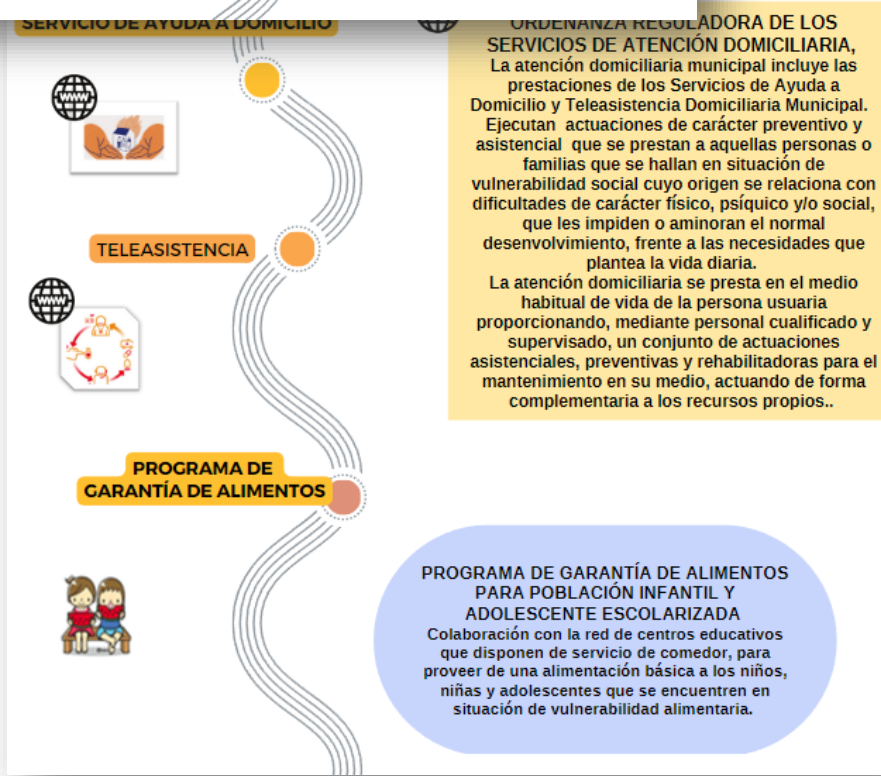 SERVICIO DE AYUDA A DOMICILIO
ORDENANZA REGULADORA DE LOS
SERVICIOS DE ATENCIÓN DOMICILIARIA,
La atención domiciliaria municipal incluye las
prestaciones de los Servicios de Ayuda a
Domicilio y Teleasistencia Domiciliaria Municipal.
Ejecutan actuaciones de carácter preventivo y
asistencial que se prestan a aquellas personas o
familias que se hallan en situación de
vulnerabilidad social cuyo origen se relaciona con
dificultades de carácter físico, psíquico y/o social,
que les impiden o aminoran el normal
desenvolvimiento, frente a las necesidades que
plantea la vida diaria.
La atención domiciliaria se presta en el medio
habitual de vida de la persona usuaria
proporcionando, mediante personal cualificado y
supervisado, un conjunto de actuaciones
asistenciales, preventivas y rehabilitadoras para el
mantenimiento en su medio, actuando de forma
complementaria a los recursos propios..
WWW
TELEASISTENCIA
WWW
PROGRAMA DE
GARANTÍA DE ALIMENTOS
PROGRAMA DE GARANTÍA DE ALIMENTOS
PARA POBLACIÓN INFANTIL Y
ADOLESCENTE ESCOLARIZADA
Colaboración con la red de centros educativos
que disponen de servicio de comedor, para
proveer de una alimentación básica a los niños,
niñas y adolescentes que se encuentren en
situación de vulnerabilidad alimentaria.